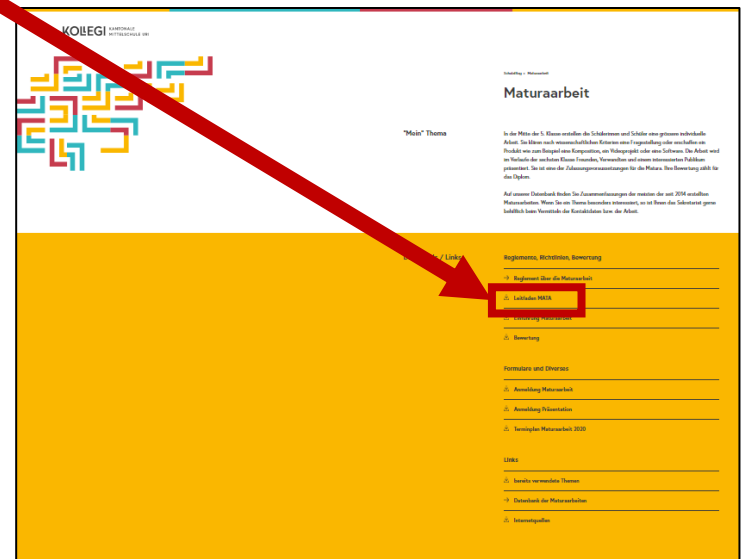 KOLLEGI KANTONALE
MITTELSCHULE URI
Schulalltag > Maturaarbeit
Maturaarbeit
"Mein" Thema
In der Mitte der 5. Klasse erstellen die Schülerinnen und Schüler eine grössere individuelle
Arbeit. Sie klären nach wissenschaftlichen Kriterien eine Fragestellung oder erschaffen ein
Produkt wie zum Beispiel eine Komposition, ein Videoprojekt oder eine Software. Die Arbeit wird
im Verlaufe der sechsten Klasse Freunden, Verwandten und einem interessierten Publikum
präsentiert. Sie ist eine der Zulassungsvoraussetzungen für die Matura. Ihre Bewertung zählt für
das Diplom.
Auf unserer Datenbank finden Sie Zusammenfassungen der meisten der seit 2014 erstellten
Maturaarbeiten. Wenn Sie ein Thema besonders interessiert, so ist Ihnen das Sekretariat gerne
behilflich beim Vermitteln der Kontaktdaten bzw. der Arbeit.
/ Links
Reglemente, Richtlinien, Bewertung
Reglement über die Maturaarbeit
Leitfaden MATA
Einführung Maturaarbeit
Bewertung
Formulare und Diverses
Anmeldung Maturaarbeit
Anmeldung Präsentation
Terminplan Maturaarbeit 2020
Links
bereits verwendete Themen
Datenbank der Maturaarbeiten
Internetquellen